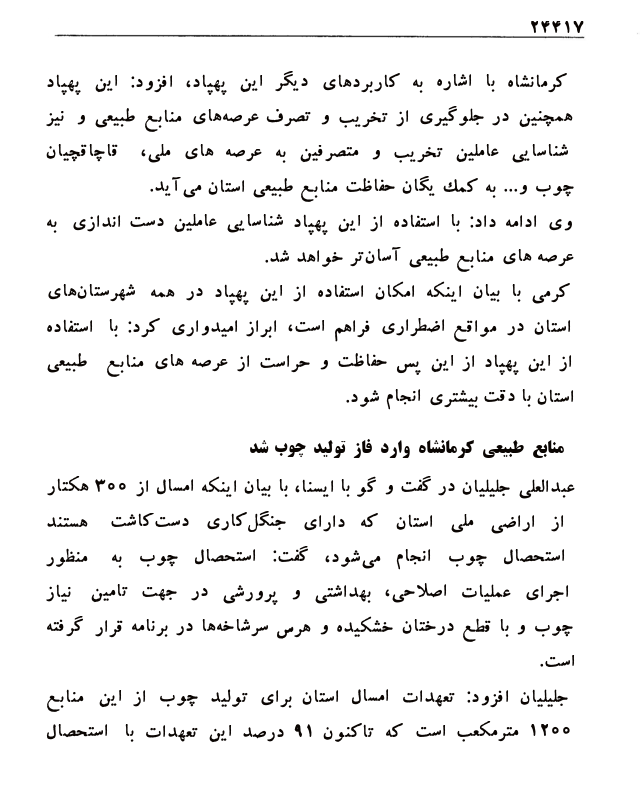 ۲۴۴۱۷
کرمانشاه با اشاره به کاربردهای دیگر این پهپاد، افزود: این پهپاد
همچنین در جلوگیری از تخریب و تصرف عرصه‌های منابع طبیعی و نیز
شناسایی عاملین تخریب و متصرفین به عرصه های ملی، قاچاقچیان
چوب و... به کمك یگان حفاظت منابع طبیعی استان می‌آید.
وی ادامه داد: با استفاده از این پهپاد شناسایی عاملین دست اندازی به
عرصه های منابع طبیعی آسان‌تر خواهد شد.
کرمی با بیان اینکه امکان استفاده از این پهپاد در همه شهرستان‌های
استان در مواقع اضطراری فراهم است، ابراز امیدواری کرد: با استفاده
از این پهپاد از این پس حفاظت و حراست از عرصه های منابع طبیعی
استان با دقت بیشتری انجام شود.
منابع طبیعی کرمانشاه وارد فاز تولید چوب شد
عبدالعلی جلیلیان در گفت و گو با ایسنا، با بیان اینکه امسال از ۳۰۰ هکتار
از اراضی ملی استان که دارای جنگل‌کاری دست‌کاشت هستند
استحصال چوب انجام می‌شود، گفت: استحصال چوب به منظور
اجرای عملیات اصلاحی، بهداشتی و پرورشی در جهت تامین نیاز
چوب و با قطع درختان خشکیده و هرس سرشاخه‌ها در برنامه قرار گرفته
است.
جلیلیان افزود: تعهدات امسال استان برای تولید چوب از این منابع
۱۲۰۰ مترمکعب است که تاکنون ۹۱ درصد این تعهدات با استحصال